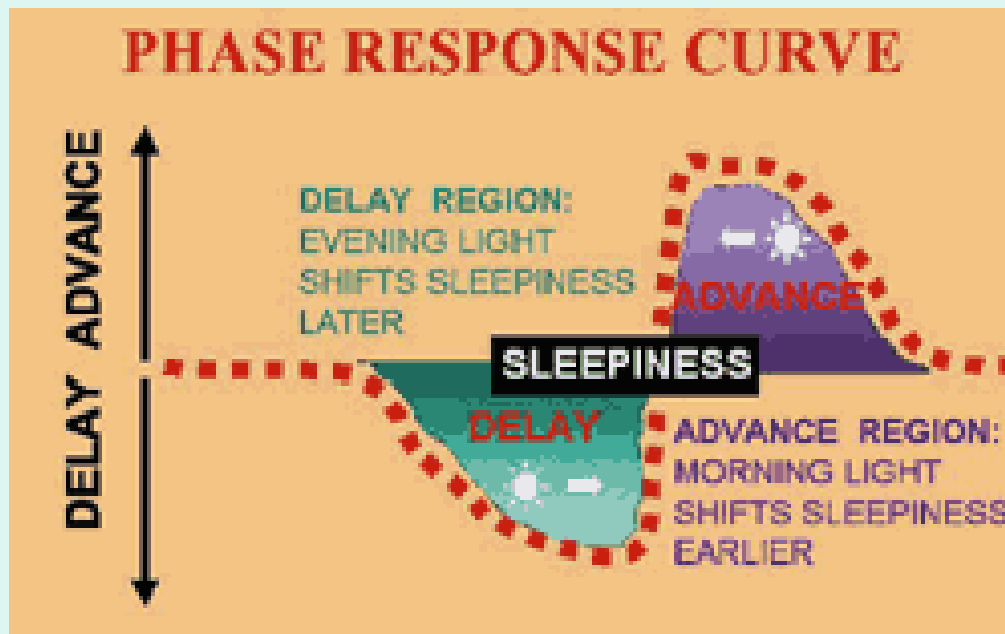 PHASE RESPONSE CURVE
DELAY ADVANCE
DELAY REGION:
EVENING LIGHT
SHIFTS SLEEPINESS
LATER
ADVANCE
SLEEPINESS
DELAY
ADVANCE REGION:
MORNING LIGHT
SHIFTS SLEEPINESS
EARLIER